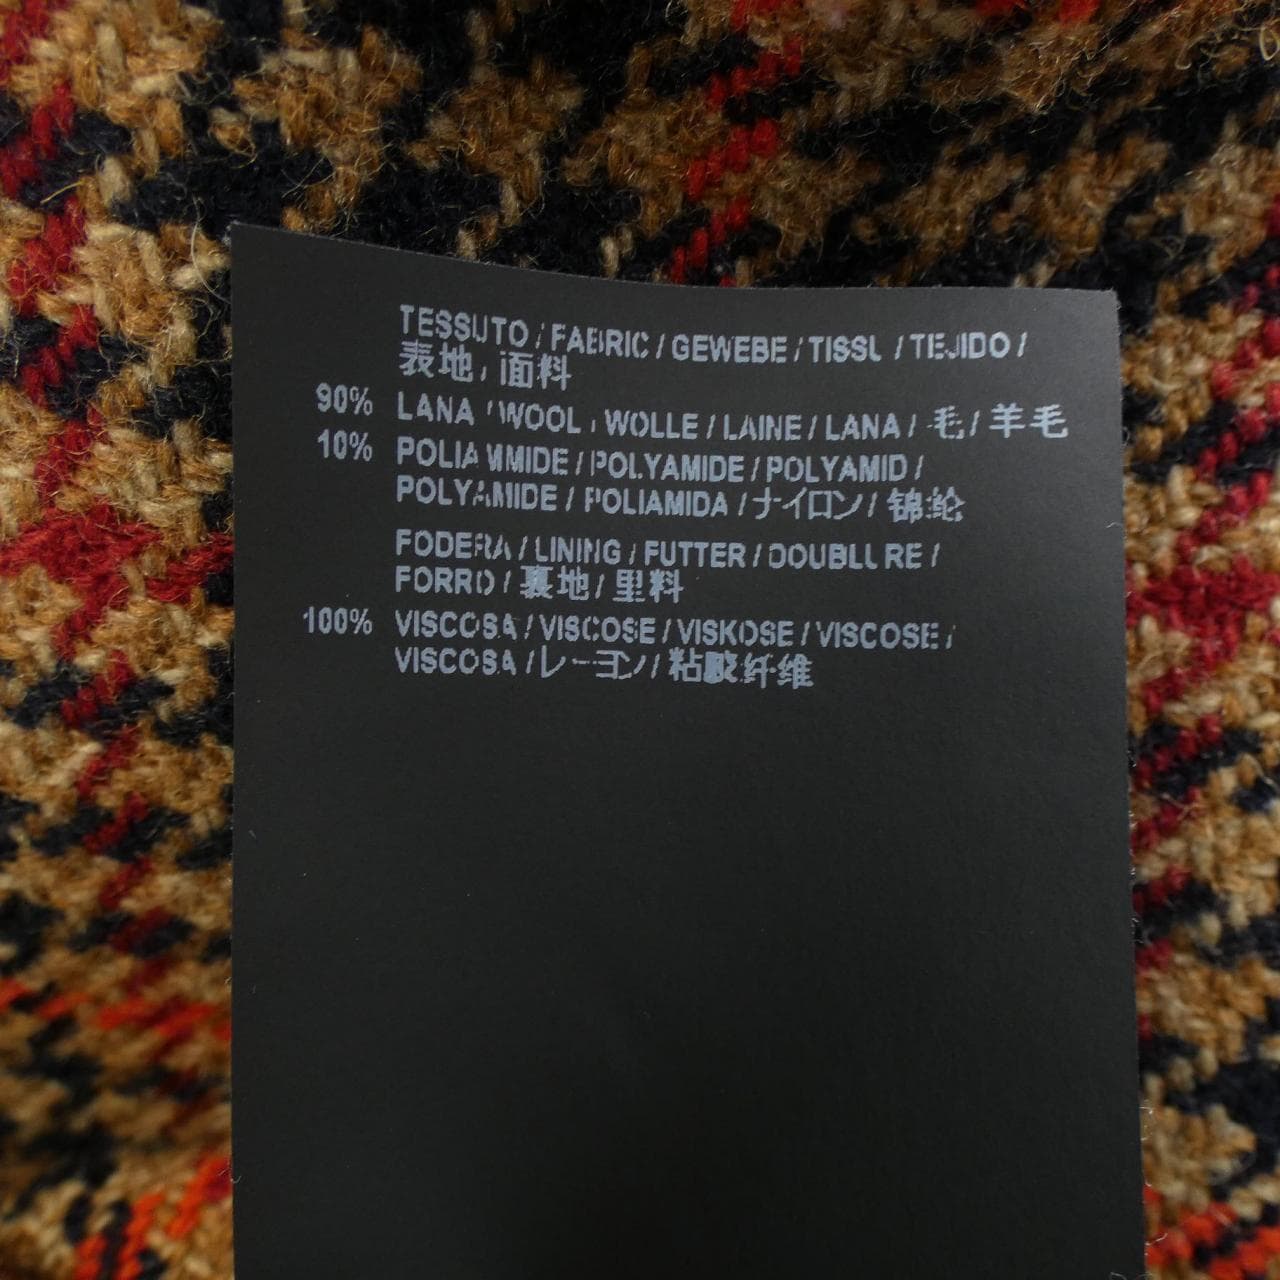 TESSUTO / FABRIC / GEWEBE / TISSU / TEJIDO /
表地 / 面料
90% LANA / WOOL / WOLLE / LAINE / LANA / 毛 / 羊毛
10% POLIAMMIDE / POLYAMIDE / POLYAMID /
POLYAMIDE / POLIAMIDA / ナイロン / 锦纶
FODERA / LINING / FUTTER / DOUBLURE /
FORRO / 裏地 / 里料
100% VISCOSA / VISCOSE / VISKOSE / VISCOSE /
VISCOSA / レーヨン / 粘胶纤维